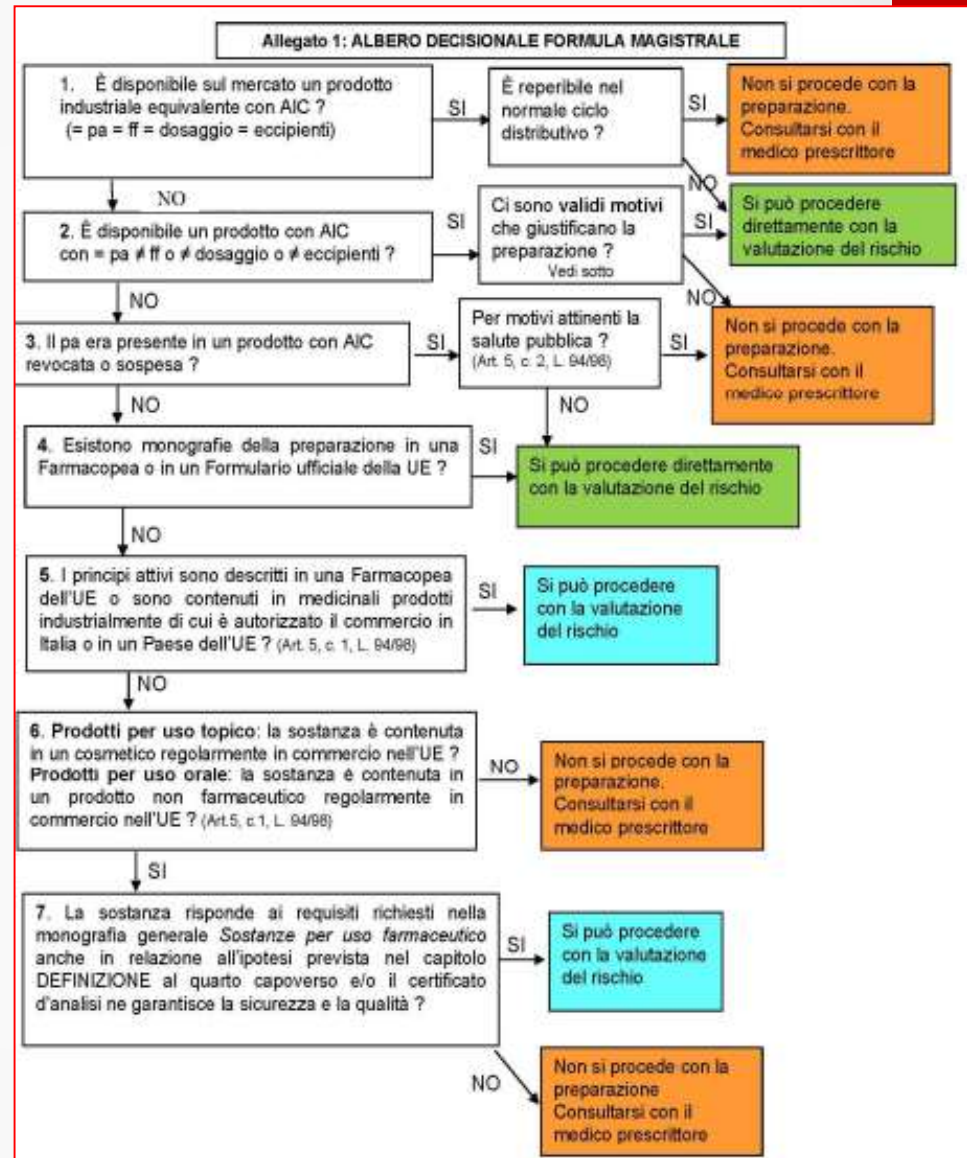 Allegato 1: ALBERO DECISIONALE FORMULA MAGISTRALE
1. È disponibile sul mercato un prodotto
industriale equivalente con AIC ?
(= pa = ff = dosaggio = eccipienti)
SI
È reperibile nel
normale ciclo
distributivo ?
SI
Non si procede con la
preparazione.
Consultarsi con il
medico prescrittore
NO
NO
2. È disponibile un prodotto con AIC
con = pa ≠ ff o ≠ dosaggio o ≠ eccipienti ?
SI
Ci sono validi motivi
che giustificano la
preparazione ?
Vedi sotto
SI
Si può procedere
direttamente con la
valutazione del rischio
NO
NO
3. Il pa era presente in un prodotto con AIC
revocata o sospesa ?
SI
Per motivi attinenti la
salute pubblica ?
(Art. 5, c. 2, L. 94/98)
SI
Non si procede con la
preparazione.
Consultarsi con il
medico prescrittore
NO
NO
4. Esistono monografie della preparazione in una
Farmacopea o in un Formulario ufficiale della UE ?
SI
Si può procedere direttamente
con la valutazione del rischio
NO
5. I principi attivi sono descritti in una Farmacopea
dell'UE o sono contenuti in medicinali prodotti
industrialmente di cui è autorizzato il commercio in
Italia o in un Paese dell'UE ? (Art. 5, c. 1, L. 94/98)
SI
Si può procedere
con la valutazione
del rischio
NO
6. Prodotti per uso topico: la sostanza è contenuta
in un cosmetico regolarmente in commercio nell'UE ?
Prodotti per uso orale: la sostanza è contenuta in
un prodotto non farmaceutico regolarmente in
commercio nell'UE ? (Art.5, c.1, L. 94/98)
NO
Non si procede con la
preparazione.
Consultarsi con il
medico prescrittore
SI
7. La sostanza risponde ai requisiti richiesti nella
monografia generale Sostanze per uso farmaceutico
anche in relazione all'ipotesi prevista nel capitolo
DEFINIZIONE al quarto capoverso e/o il certificato
d'analisi ne garantisce la sicurezza e la qualità ?
SI
Si può procedere
con la valutazione
del rischio
NO
Non si procede con la
preparazione
Consultarsi con il
medico prescrittore